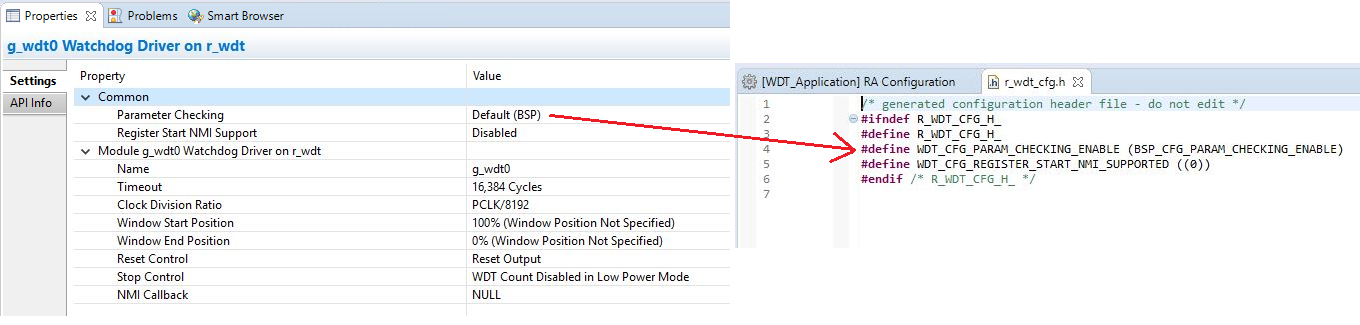 Properties Problems Smart Browser
g_wdt0 Watchdog Driver on r_wdt
Settings
API Info
Property Value
Common
Parameter Checking Default (BSP)
Register Start NMI Support Disabled
Module g_wdt0 Watchdog Driver on r_wdt
Name g_wdt0
Timeout 16,384 Cycles
Clock Division Ratio PCLK/8192
Window Start Position 100% (Window Position Not Specified)
Window End Position 0% (Window Position Not Specified)
Reset Control Reset Output
Stop Control WDT Count Disabled in Low Power Mode
NMI Callback NULL
[WDT_Application] RA Configuration r_wdt_cfg.h
1 /* generated configuration header file - do not edit */
2 #ifndef R_WDT_CFG_H_
3 #define R_WDT_CFG_H_
4 #define WDT_CFG_PARAM_CHECKING_ENABLE (BSP_CFG_PARAM_CHECKING_ENABLE)
5 #define WDT_CFG_REGISTER_START_NMI_SUPPORTED ((0))
6 #endif /* R_WDT_CFG_H_ */
7